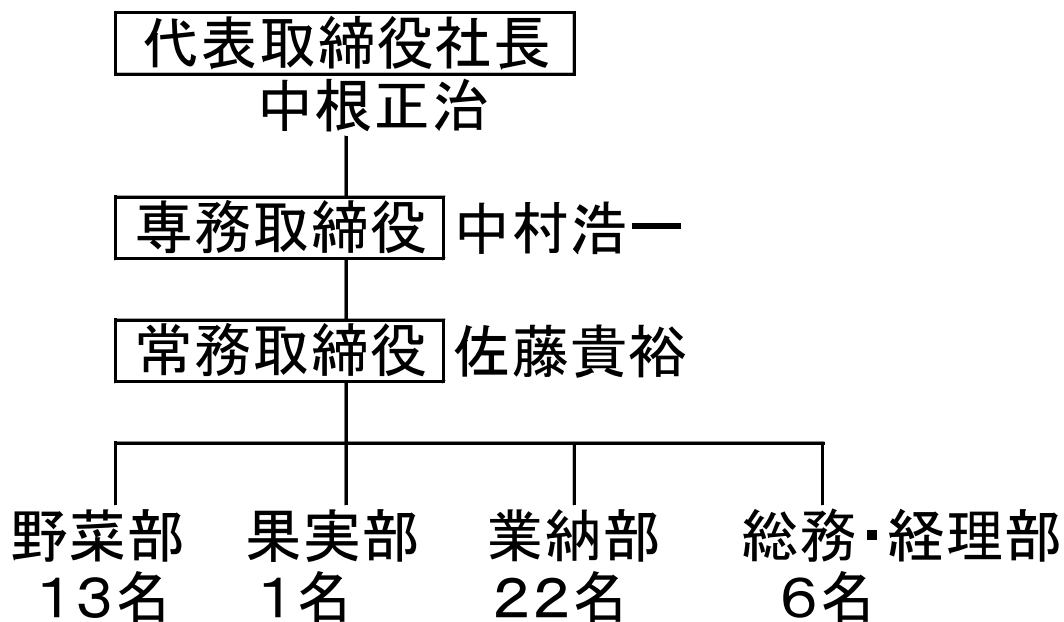 代表取締役社長
中根正治
専務取締役 中村浩一
常務取締役 佐藤貴裕
野菜部 果実部 業納部 総務・経理部
13名 1名 22名 6名